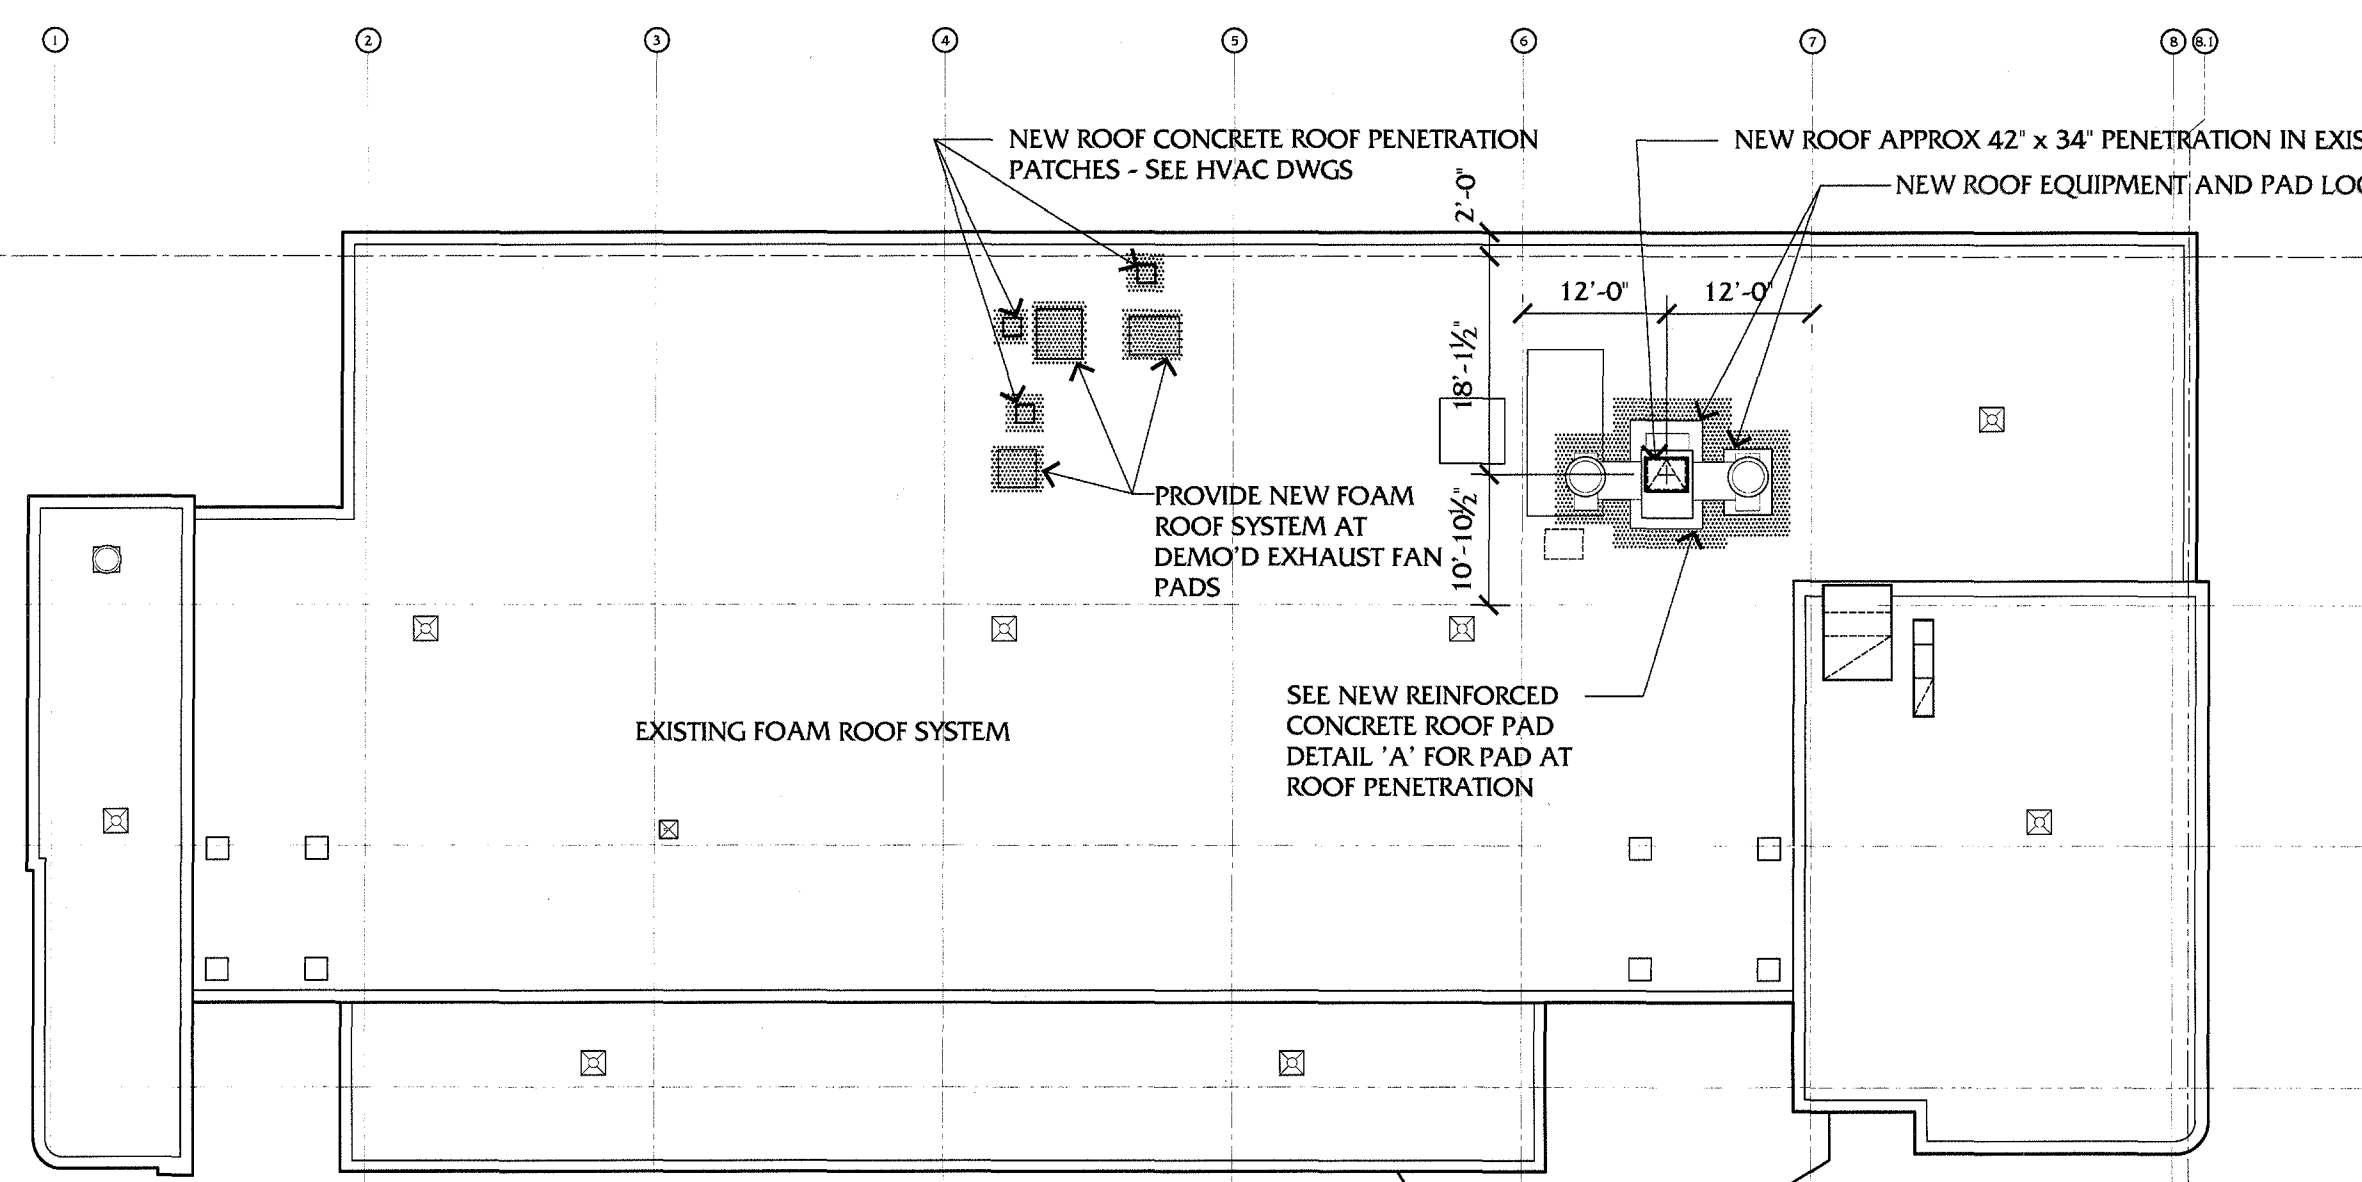 1
2
3
4
5
6
7
8
8.1
NEW ROOF CONCRETE ROOF PENETRATION
PATCHES - SEE HVAC DWGS
NEW ROOF APPROX 42" x 34" PENETRATION IN
NEW ROOF EQUIPMENT AND PAD
2'-0"
12'-0"
12'-0"
18'-1½"
10'-10½"
PROVIDE NEW FOAM
ROOF SYSTEM AT
DEMO'D EXHAUST FAN
PADS
SEE NEW REINFORCED
CONCRETE ROOF PAD
DETAIL 'A' FOR PAD AT
ROOF PENETRATION
EXISTING FOAM ROOF SYSTEM